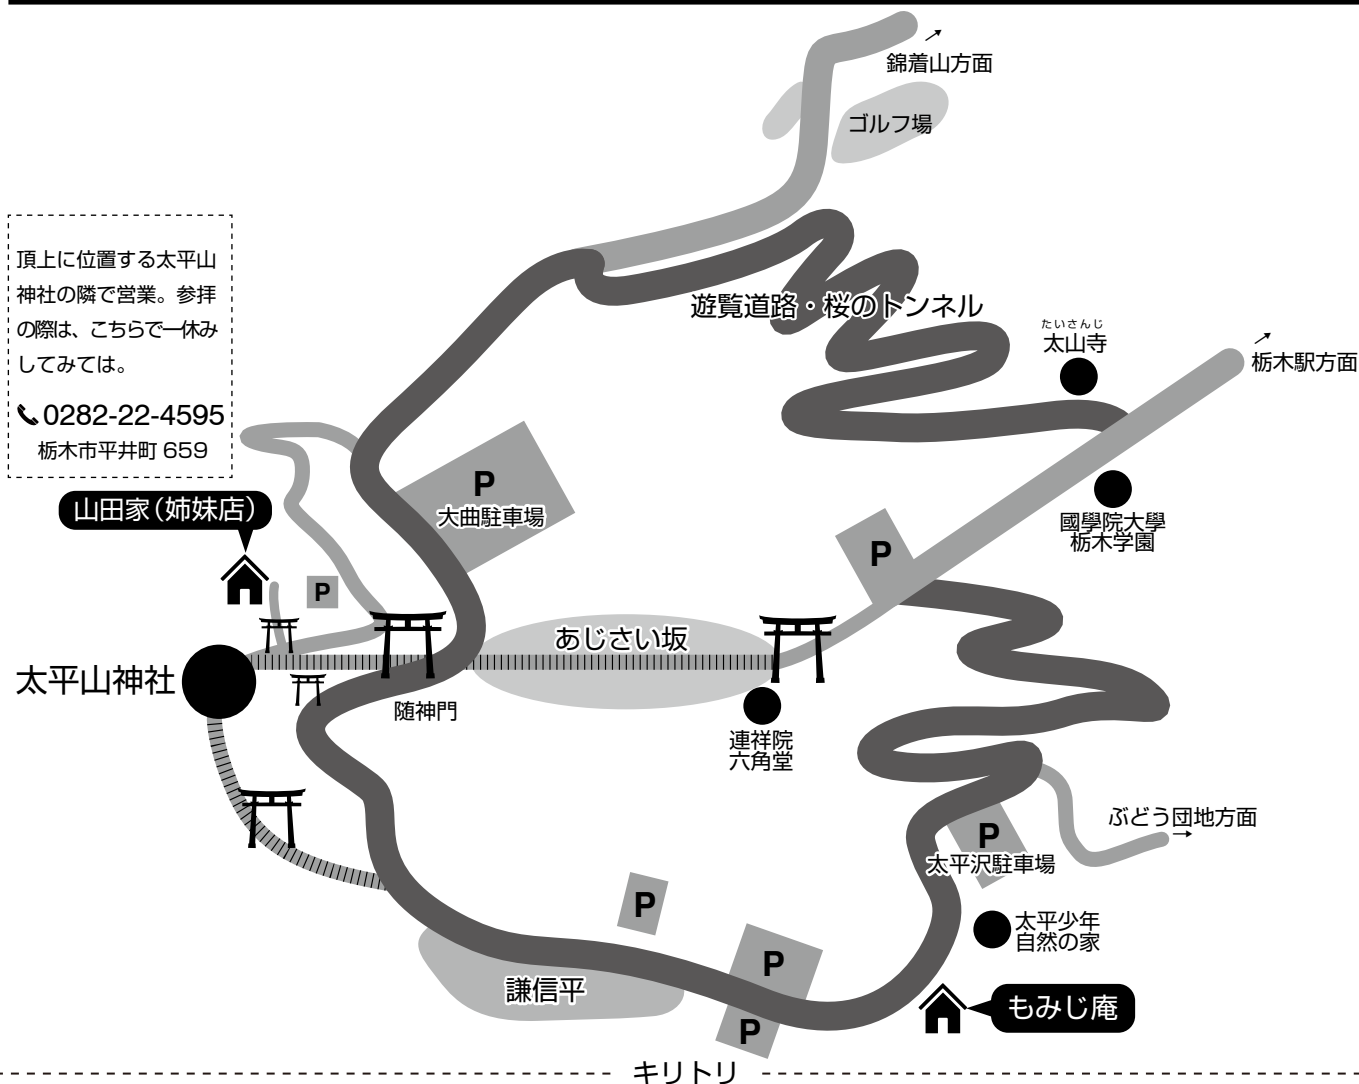 錦着山方面
ゴルフ場
頂上に位置する太平山
神社の隣で営業。参拝
の際は、こちらで一休み
してみては。
0282-22-4595
栃木市平井町 659
遊覧道路・桜のトンネル
たいさんじ
太山寺
栃木駅方面
P
大曲駐車場
國學院大學
栃木学園
山田家(姉妹店)
P
P
あじさい坂
太平山神社
随神門
連祥院
六角堂
ぶどう団地方面
P
太平沢駐車場
太平少年
自然の家
P
P
謙信平
P
もみじ庵
キリトリ